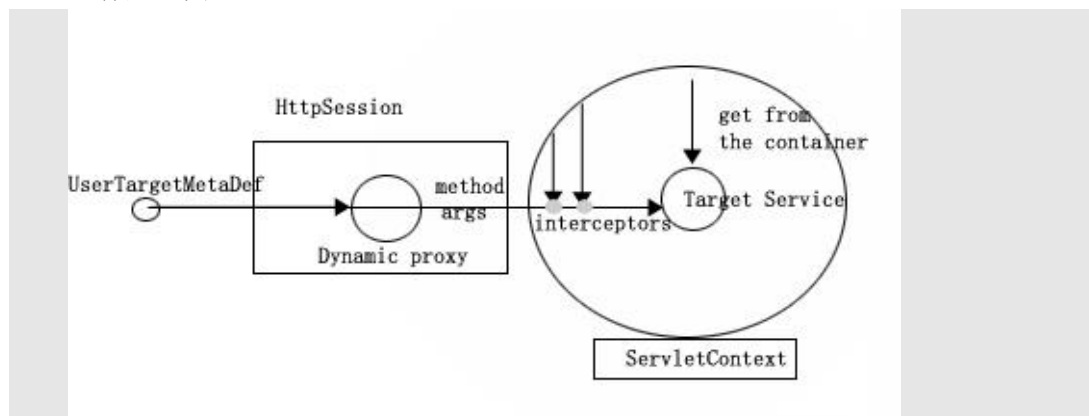 HttpSession
get from
the container
UserTargetMetaDef
method
args
Target Service
interceptors
Dynamic proxy
ServletContext